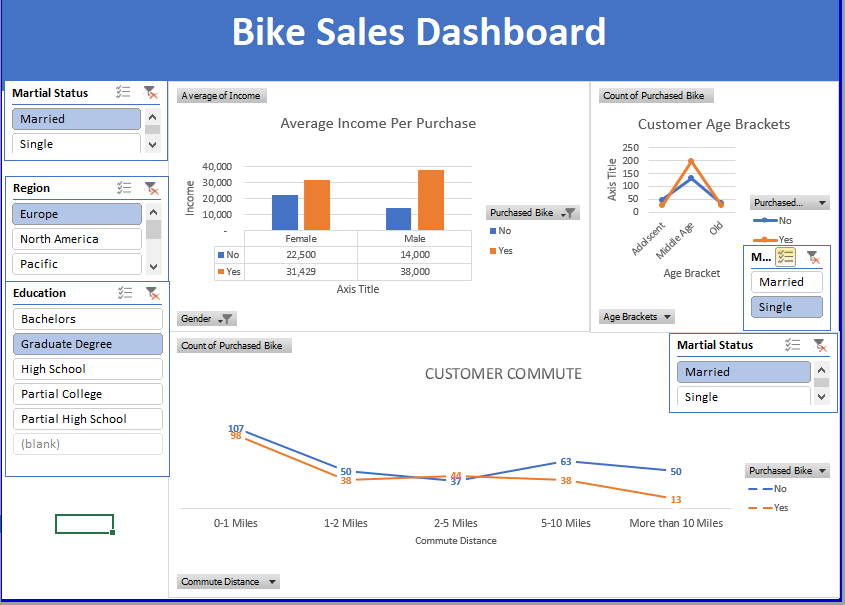 Bike Sales Dashboard
Martial Status
Married
Single
Region
Europe
North America
Pacific
Education
Bachelors
Graduate Degree
High School
Partial College
Partial High School
(blank)
Average of Income
Average Income Per Purchase
Income
40,000
30,000
20,000
10,000
-
Female Male
No 22,500 14,000
Yes 31,429 38,000
Axis Title
Purchased Bike
No
Yes
Gender
Count of Purchased Bike
Customer Age Brackets
Axis Title
250
200
150
100
50
0
Adolscent
Middle Age
Old
Age Bracket
Purchased...
No
Yes
Age Brackets
M...
Married
Single
Count of Purchased Bike
CUSTOMER COMMUTE
Martial Status
Married
Single
107 50 37 63 50
98 38 44 38 13
0-1 Miles 1-2 Miles 2-5 Miles 5-10 Miles More than 10 Miles
Commute Distance
Purchased Bike
No
Yes
Commute Distance